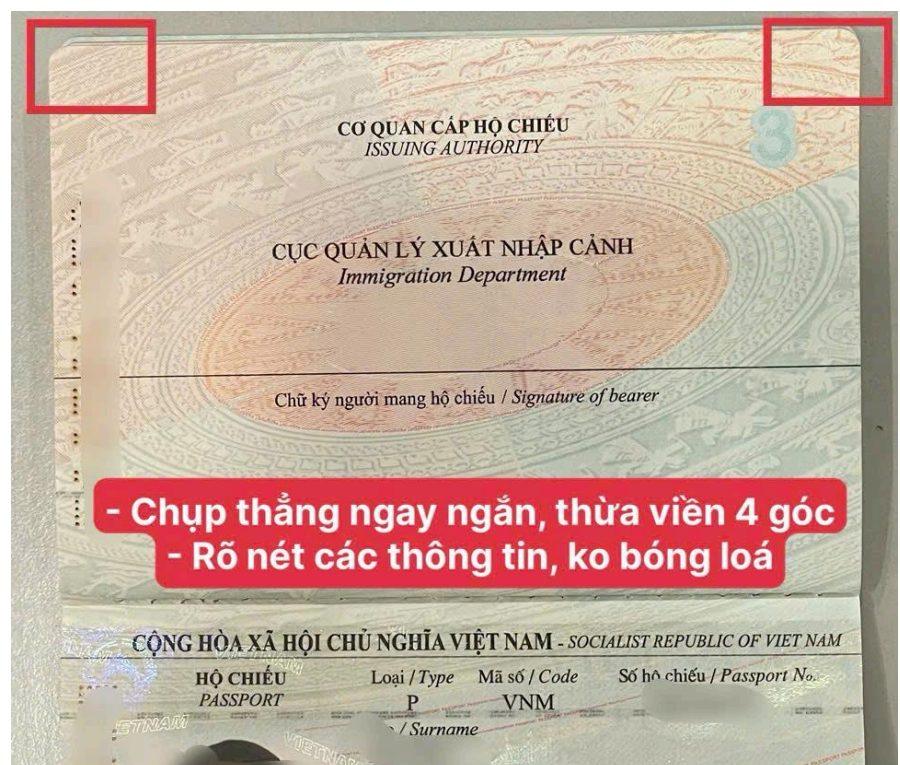 CƠ QUAN CẤP HỘ CHIẾU
ISSUING AUTHORITY
3
CỤC QUẢN LÝ XUẤT NHẬP CẢNH
Immigration Department
Chữ ký người mang hộ chiếu / Signature of bearer
- Chụp thẳng ngay ngắn, thừa viền 4 góc
- Rõ nét các thông tin, ko bóng loá
CỘNG HÒA XÃ HỘI CHỦ NGHĨA VIỆT NAM - SOCIALIST REPUBLIC OF VIET NAM
HỘ CHIẾU Loại / Type Mã số / Code Số hộ chiếu / Passport No.
PASSPORT P VNM
/ Surname
VIETNAM